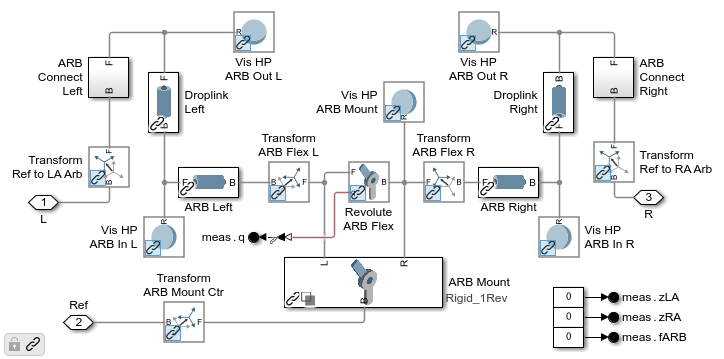 F
Vis HP
ARB Out L
R
ARB
Connect
Left
F
B
Droplink
Left
F
B
Transform
Ref to LA Arb
F
B
1
L
R
Vis HP
ARB In L
F
B
ARB Left
Transform
ARB Flex L
B
F
Vis HP
ARB Mount
R
F
B
Revolute
ARB Flex
Transform
ARB Flex R
F
B
F
B
ARB Right
R
Vis HP
ARB Out R
B
F
Droplink
Right
F
B
ARB
Connect
Right
F
B
Transform
Ref to RA Arb
3
R
R
Vis HP
ARB In R
meas.q
L
R
B
ARB Mount
Rigid_1Rev
Ref
2
Transform
ARB Mount Ctr
B
F
0
meas.zLA
0
meas.zRA
0
meas.fARB